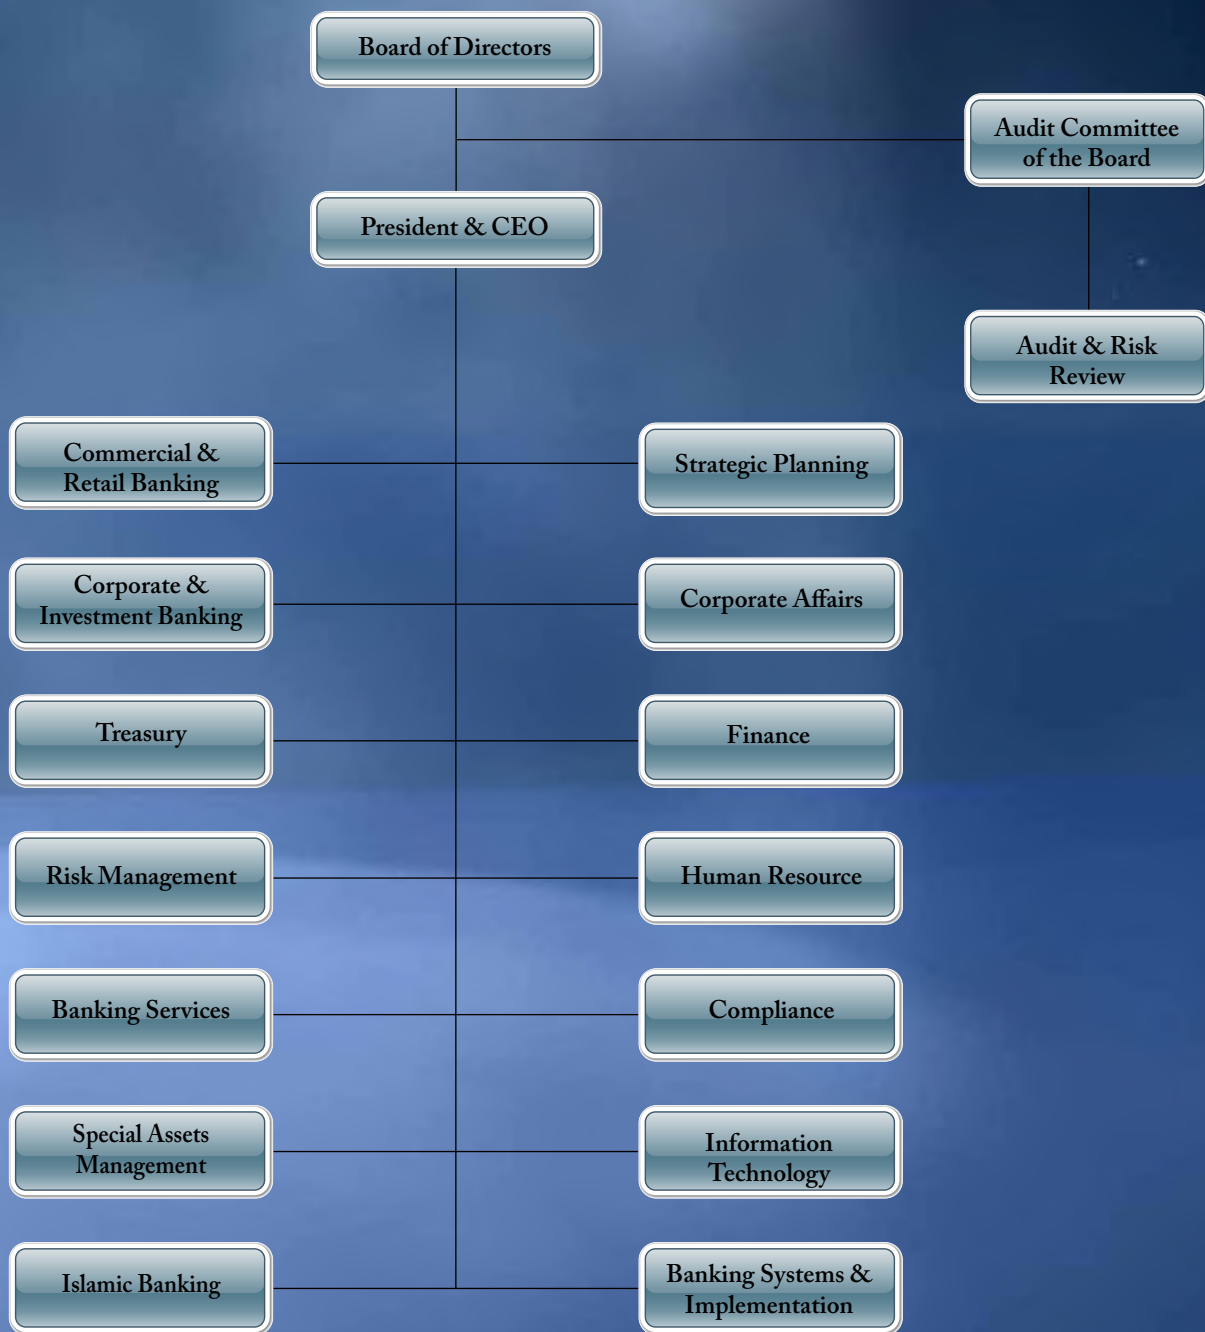 Board of Directors
Audit Committee
of the Board
President & CEO
Audit & Risk
Review
Commercial &
Retail Banking
Strategic Planning
Corporate &
Investment Banking
Corporate Affairs
Treasury
Finance
Risk Management
Human Resource
Banking Services
Compliance
Special Assets
Management
Information
Technology
Islamic Banking
Banking Systems &
Implementation